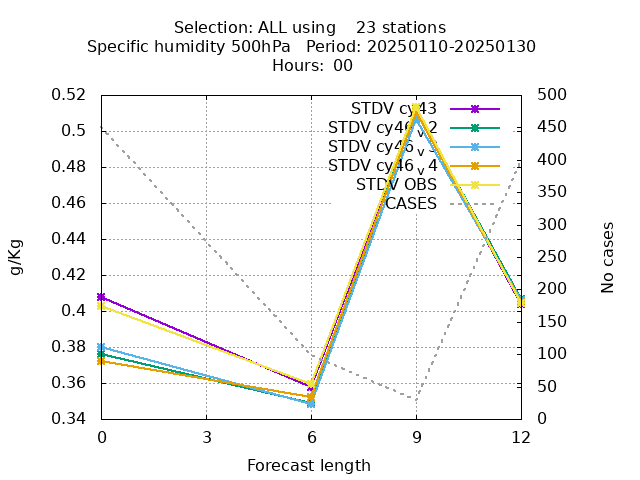 Selection: ALL using    23 stations
Specific humidity 500hPa   Period: 20250110-20250130
Hours:  00
0.52
0.5
0.48
0.46
0.44
0.42
0.4
0.38
0.36
0.34
g/Kg
STDV cy43
STDV cy46_v2
STDV cy46_v3
STDV cy46_v4
STDV OBS
CASES
500
450
400
350
300
250
200
150
100
50
0
No cases
0 3 6 9 12
Forecast length